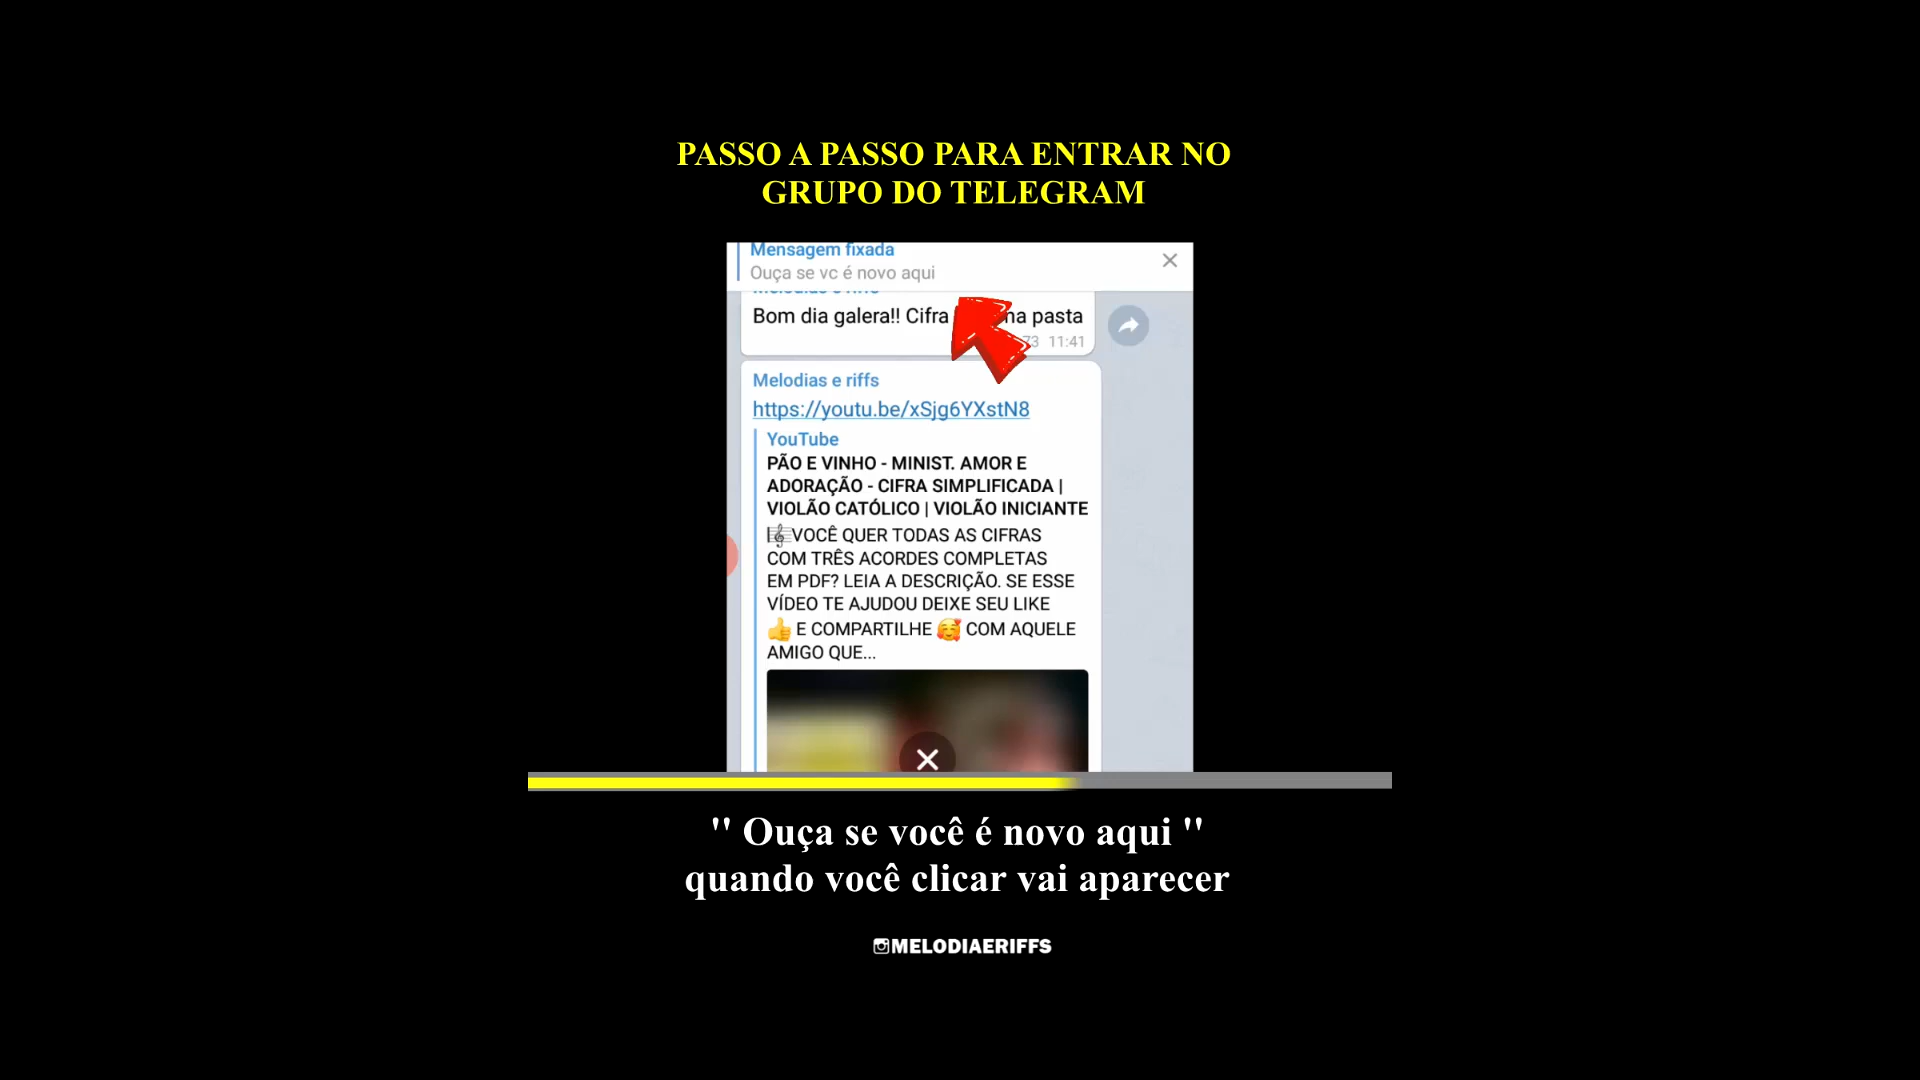 PASSO A PASSO PARA ENTRAR NO
GRUPO DO TELEGRAM
Mensagem fixada
Ouça se vc é novo aqui
Melodias e riffs
Bom dia galera!! Cifra na pasta
73 11:41
Melodias e riffs
https://youtu.be/xSjg6YXstN8
YouTube
PÃO E VINHO - MINIST. AMOR E
ADORAÇÃO - CIFRA SIMPLIFICADA |
VIOLÃO CATÓLICO | VIOLÃO INICIANTE
🎼VOCÊ QUER TODAS AS CIFRAS
COM TRÊS ACORDES COMPLETAS
EM PDF? LEIA A DESCRIÇÃO. SE ESSE
VÍDEO TE AJUDOU DEIXE SEU LIKE
👍 E COMPARTILHE 🥰 COM AQUELE
AMIGO QUE...
" Ouça se você é novo aqui "
quando você clicar vai aparecer
MELODIAERIFFS